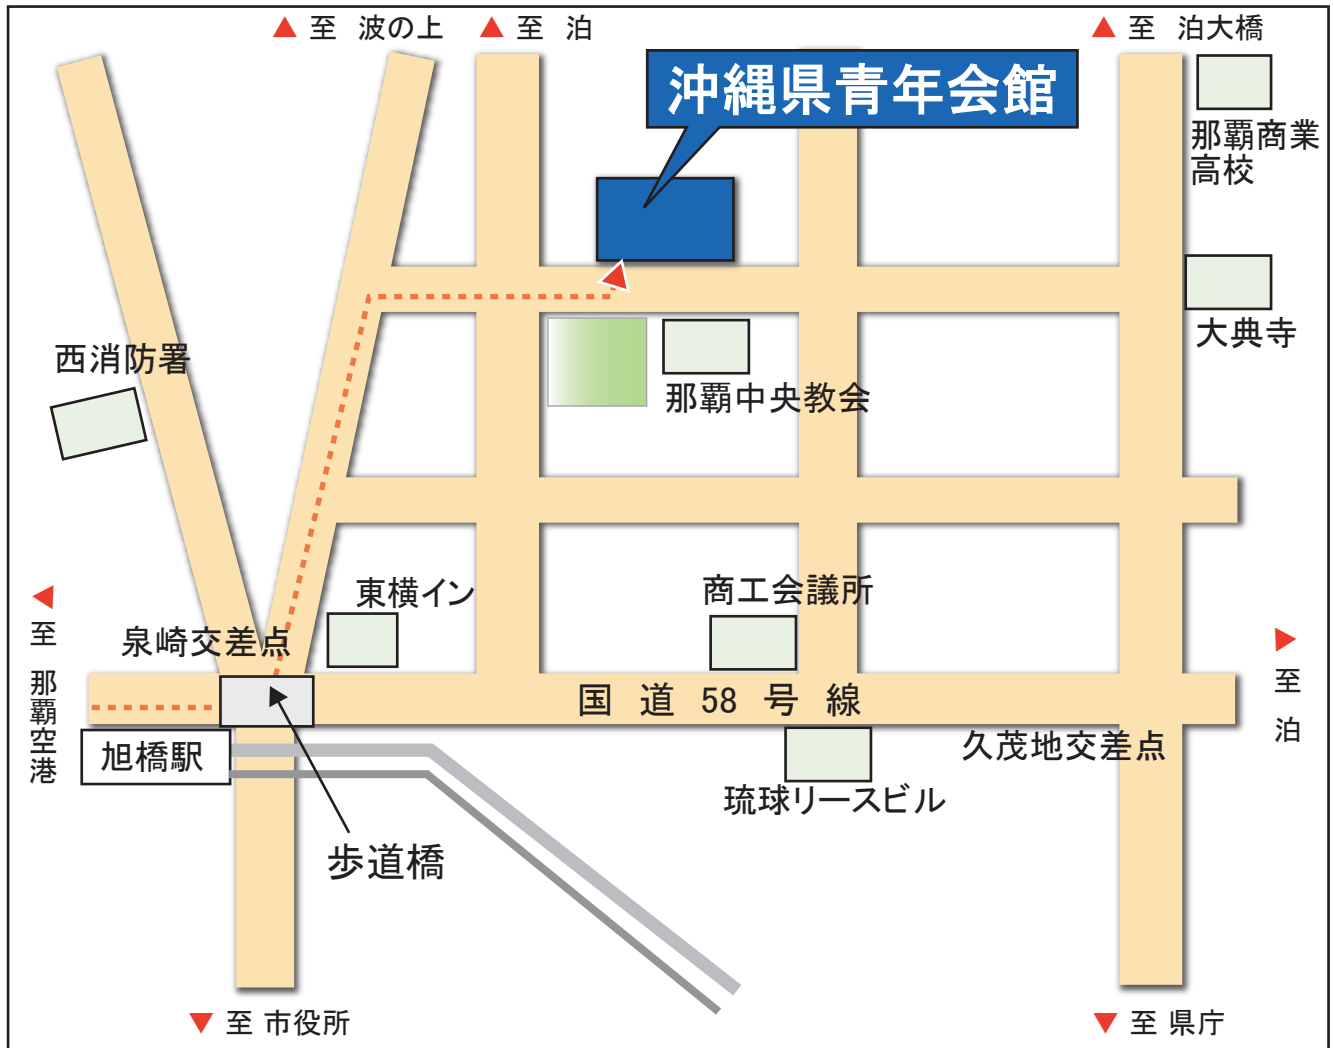 至 波の上
至 泊
至 泊大橋
沖縄県青年会館
那覇商業
高校
大典寺
西消防署
那覇中央教会
東横イン
商工会議所
泉崎交差点
至 那覇空港
国道58号線
至 泊
旭橋駅
久茂地交差点
琉球リースビル
歩道橋
至 市役所
至 県庁